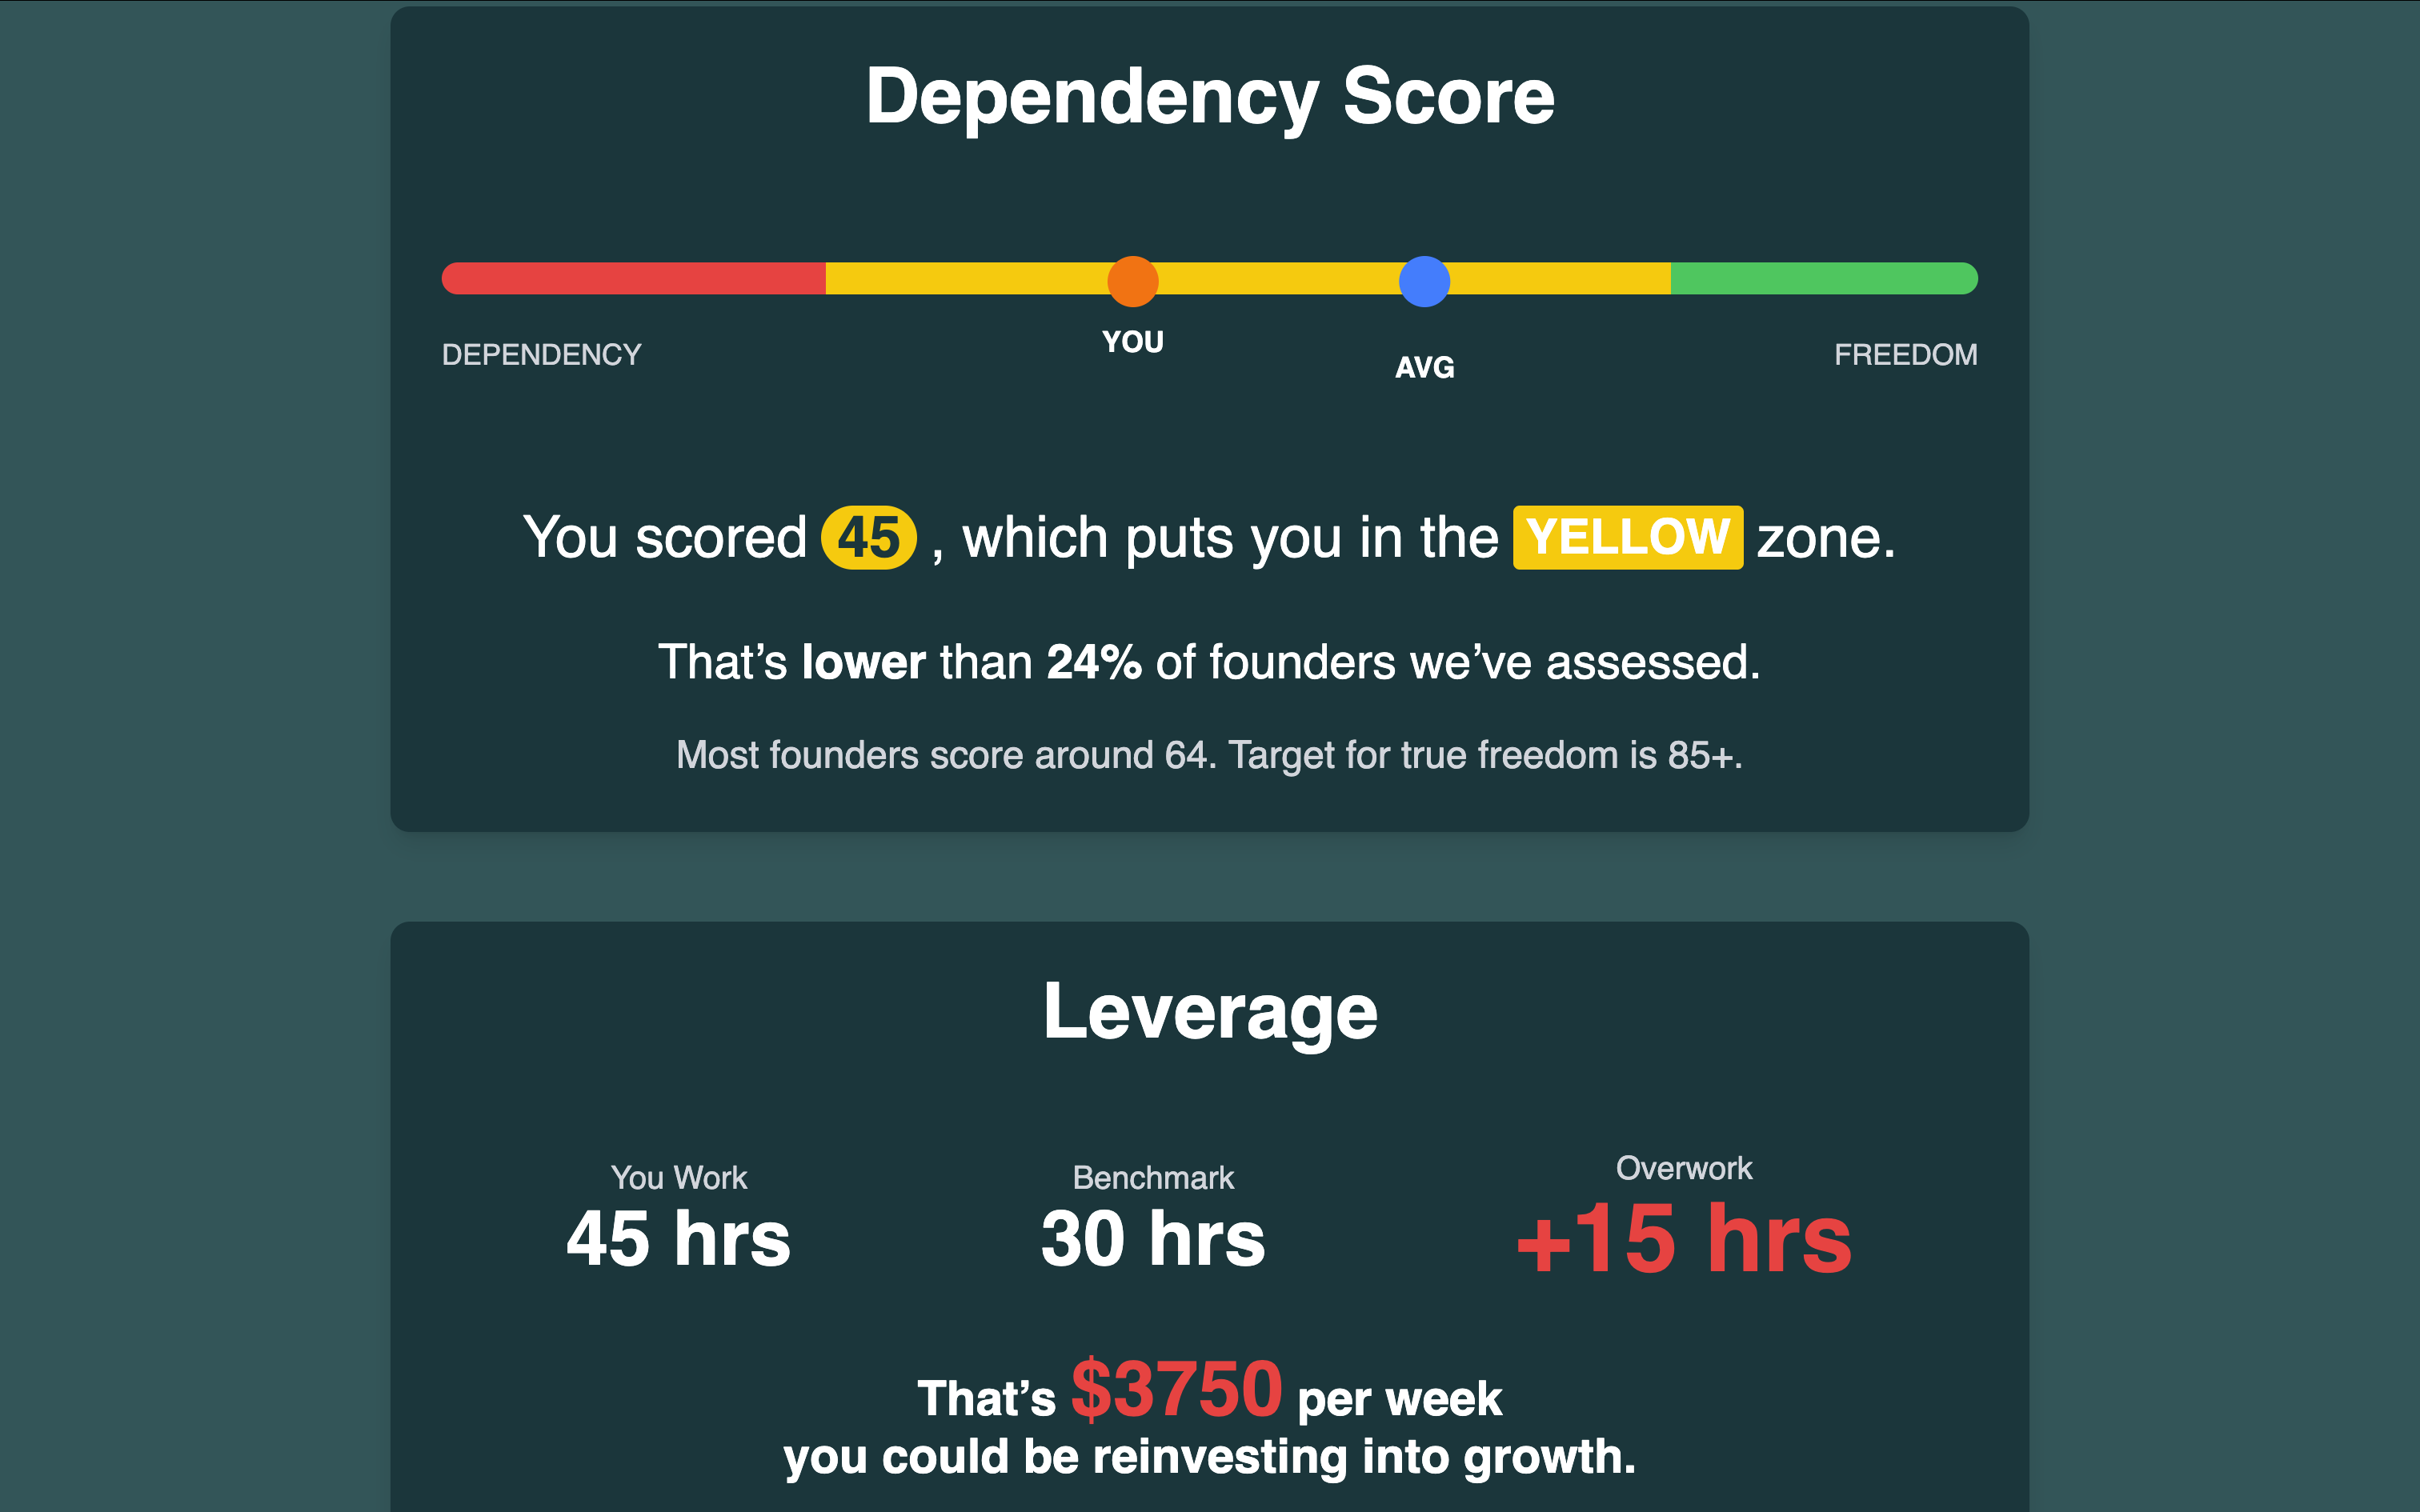 Dependency Score
YOU
AVG
DEPENDENCY
FREEDOM
You scored 45 , which puts you in the YELLOW zone.
That’s lower than 24% of founders we’ve assessed.
Most founders score around 64. Target for true freedom is 85+.
Leverage
You Work
45 hrs
Benchmark
30 hrs
Overwork
+15 hrs
That’s $3750 per week
you could be reinvesting into growth.